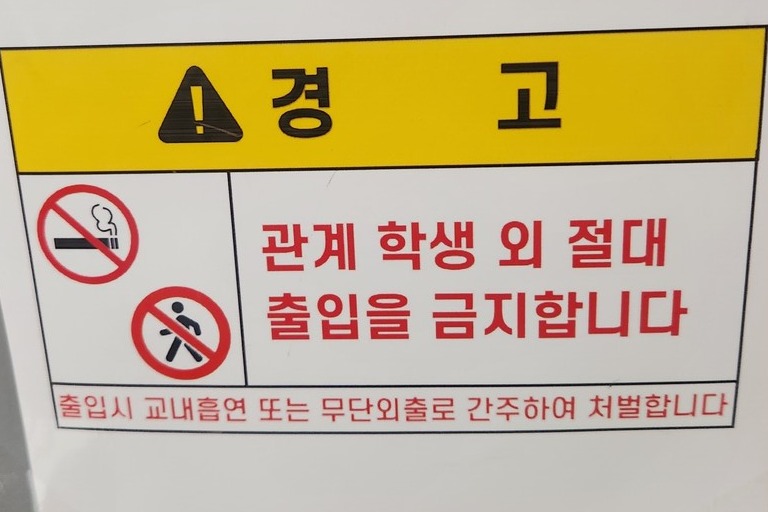 경 고
관계 학생 외 절대
출입을 금지합니다
출입시 교내흡연 또는 무단외출로 간주하여 처벌합니다